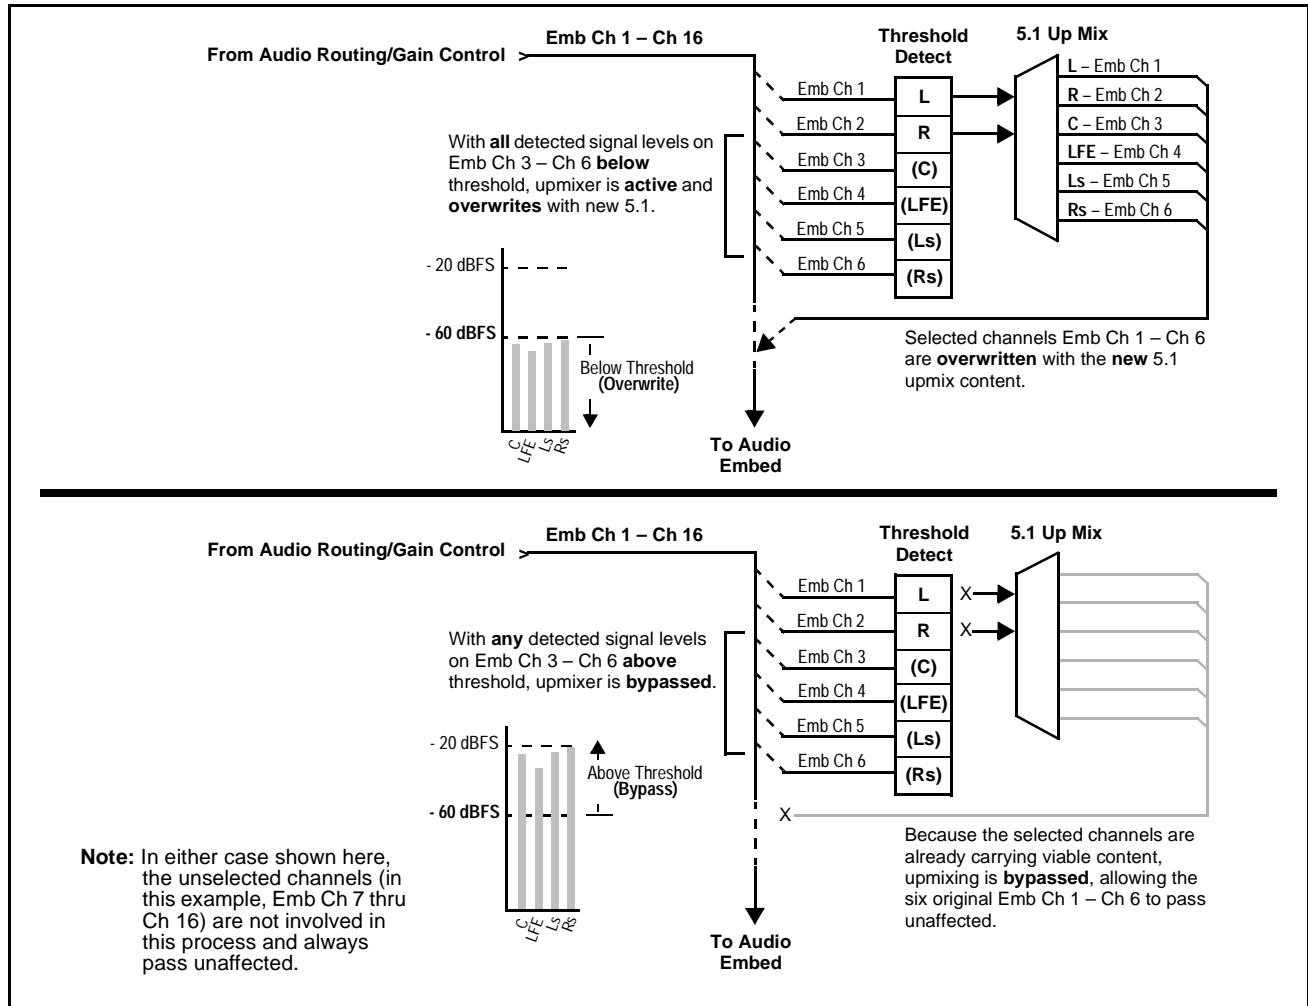 Emb Ch 1 – Ch 16
From Audio Routing/Gain Control >
Threshold
Detect
5.1 Up Mix
L – Emb Ch 1
R – Emb Ch 2
C – Emb Ch 3
LFE – Emb Ch 4
Ls – Emb Ch 5
Rs – Emb Ch 6
Emb Ch 1
L
Emb Ch 2
R
Emb Ch 3
(C)
Emb Ch 4
(LFE)
Emb Ch 5
(Ls)
Emb Ch 6
(Rs)
With all detected signal levels on
Emb Ch 3 – Ch 6 below
threshold, upmixer is active and
overwrites with new 5.1.
- 20 dBFS
- 60 dBFS
Below Threshold
(Overwrite)
C
LFE
Ls
Rs
Selected channels Emb Ch 1 – Ch 6
are overwritten with the new 5.1
upmix content.
To Audio
Embed
Emb Ch 1 – Ch 16
From Audio Routing/Gain Control >
Threshold
Detect
5.1 Up Mix
Emb Ch 1
L
X
Emb Ch 2
R
X
Emb Ch 3
(C)
Emb Ch 4
(LFE)
Emb Ch 5
(Ls)
Emb Ch 6
(Rs)
With any detected signal levels
on Emb Ch 3 – Ch 6 above
threshold, upmixer is bypassed.
- 20 dBFS
- 60 dBFS
Above Threshold
(Bypass)
C
LFE
Ls
Rs
X
Because the selected channels are
already carrying viable content,
upmixing is bypassed, allowing the
six original Emb Ch 1 – Ch 6 to pass
unaffected.
To Audio
Embed
Note: In either case shown here,
the unselected channels (in
this example, Emb Ch 7 thru
Ch 16) are not involved in
this process and always
pass unaffected.